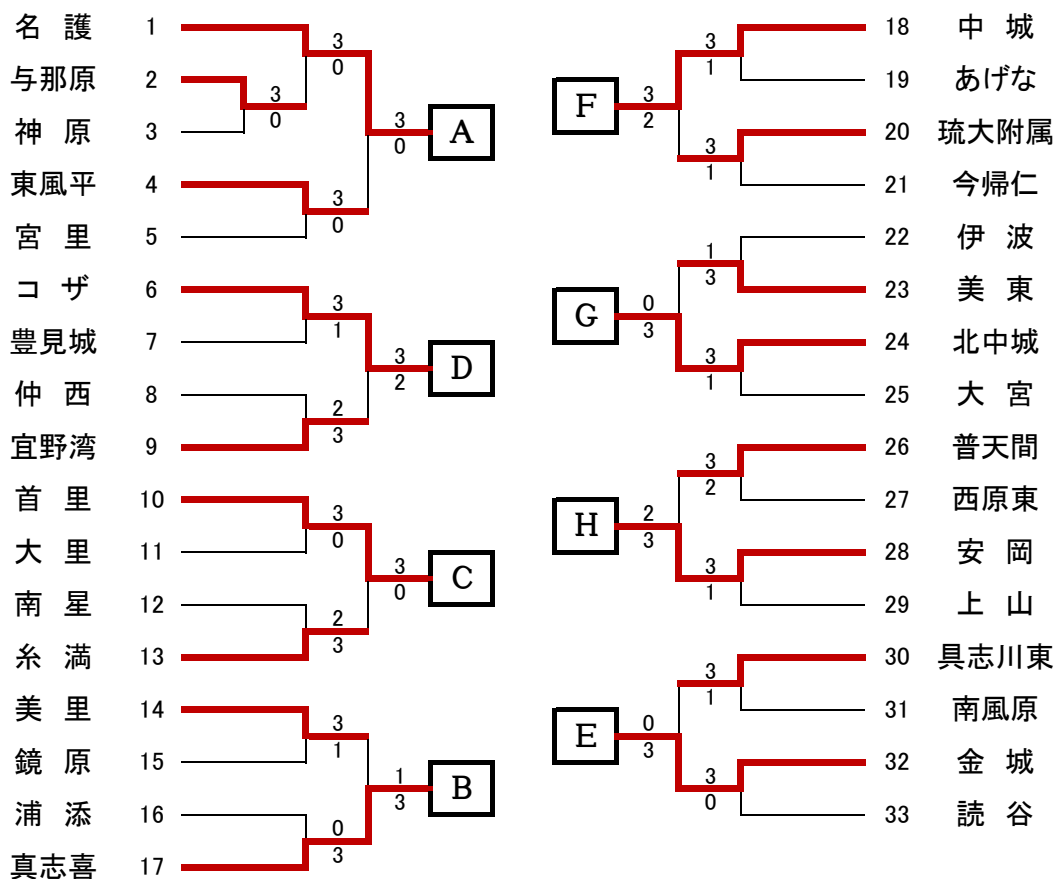 名 護 1
3
0
与那原 2
3
0
神 原 3
3
0
A
東風平 4
3
0
宮 里 5
コ ザ 6
3
1
豊見城 7
3
2
D
仲 西 8
2
3
宜野湾 9
首 里 10
3
0
大 里 11
3
0
C
南 星 12
2
3
糸 満 13
美 里 14
3
1
鏡 原 15
1
3
B
浦 添 16
0
3
真志喜 17
18 中 城
3
1
19 あげな
F
3
2
20 琉大附属
3
1
21 今帰仁
22 伊 波
1
3
23 美 東
G
0
3
24 北中城
3
1
25 大 宮
26 普天間
3
2
27 西原東
H
2
3
28 安 岡
3
1
29 上 山
30 具志川東
3
1
31 南風原
E
0
3
32 金 城
3
0
33 読 谷